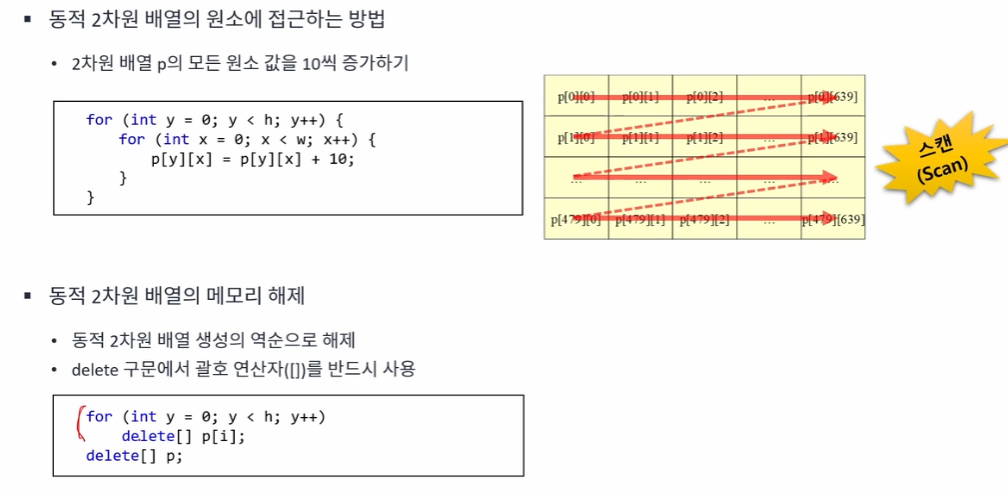 ▪ 동적 2차원 배열의 원소에 접근하는 방법
• 2차원 배열 p의 모든 원소 값을 10씩 증가하기
for (int y = 0; y < h; y++) {
for (int x = 0; x < w; x++) {
p[y][x] = p[y][x] + 10;
}
}
p[0][0] p[0][1] p[0][2] ... p[0][639]
p[1][0] p[1][1] p[1][2] ... p[1][639]
... ... ... ... ...
p[479][0] p[479][1] p[479][2] ... p[479][639]
스캔
(Scan)
▪ 동적 2차원 배열의 메모리 해제
• 동적 2차원 배열 생성의 역순으로 해제
• delete 구문에서 괄호 연산자([])를 반드시 사용
for (int y = 0; y < h; y++)
delete[] p[i];
delete[] p;